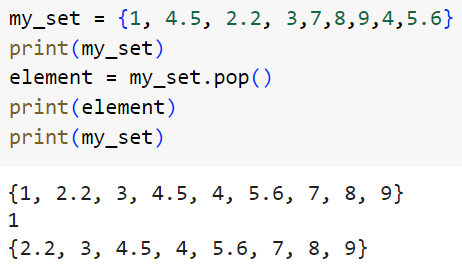 my_set = {1, 4.5, 2.2, 3,7,8,9,4,5.6}
print(my_set)
element = my_set.pop()
print(element)
print(my_set)
{1, 2.2, 3, 4.5, 4, 5.6, 7, 8, 9}
1
{2.2, 3, 4.5, 4, 5.6, 7, 8, 9}